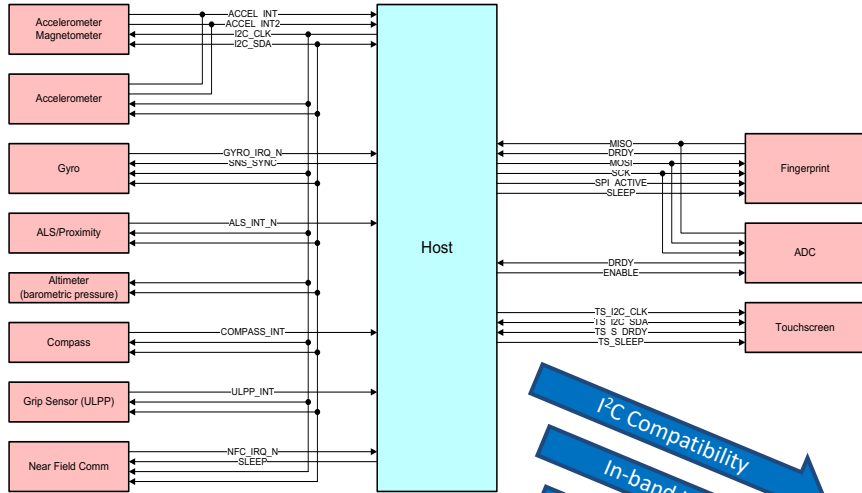 Accelerometer
Magnetometer
ACCEL_INT
ACCEL_INT2
I2C_CLK
I2C_SDA
Accelerometer
Gyro
GYRO_IRQ_N
SNS_SYNC
ALS/Proximity
ALS_INT_N
Altimeter
(barometric pressure)
Compass
COMPASS_INT
Grip Sensor (ULPP)
ULPP_INT
Near Field Comm
NFC_IRQ_N
SLEEP
Host
MISO
DRDY
MOSI
SCK
SPI_ACTIVE
SLEEP
Fingerprint
ADC
DRDY
ENABLE
TS_I2C_CLK
TS_I2C_SDA
TS_S_DRDY
TS_SLEEP
Touchscreen
I²C Compatibility
In-band